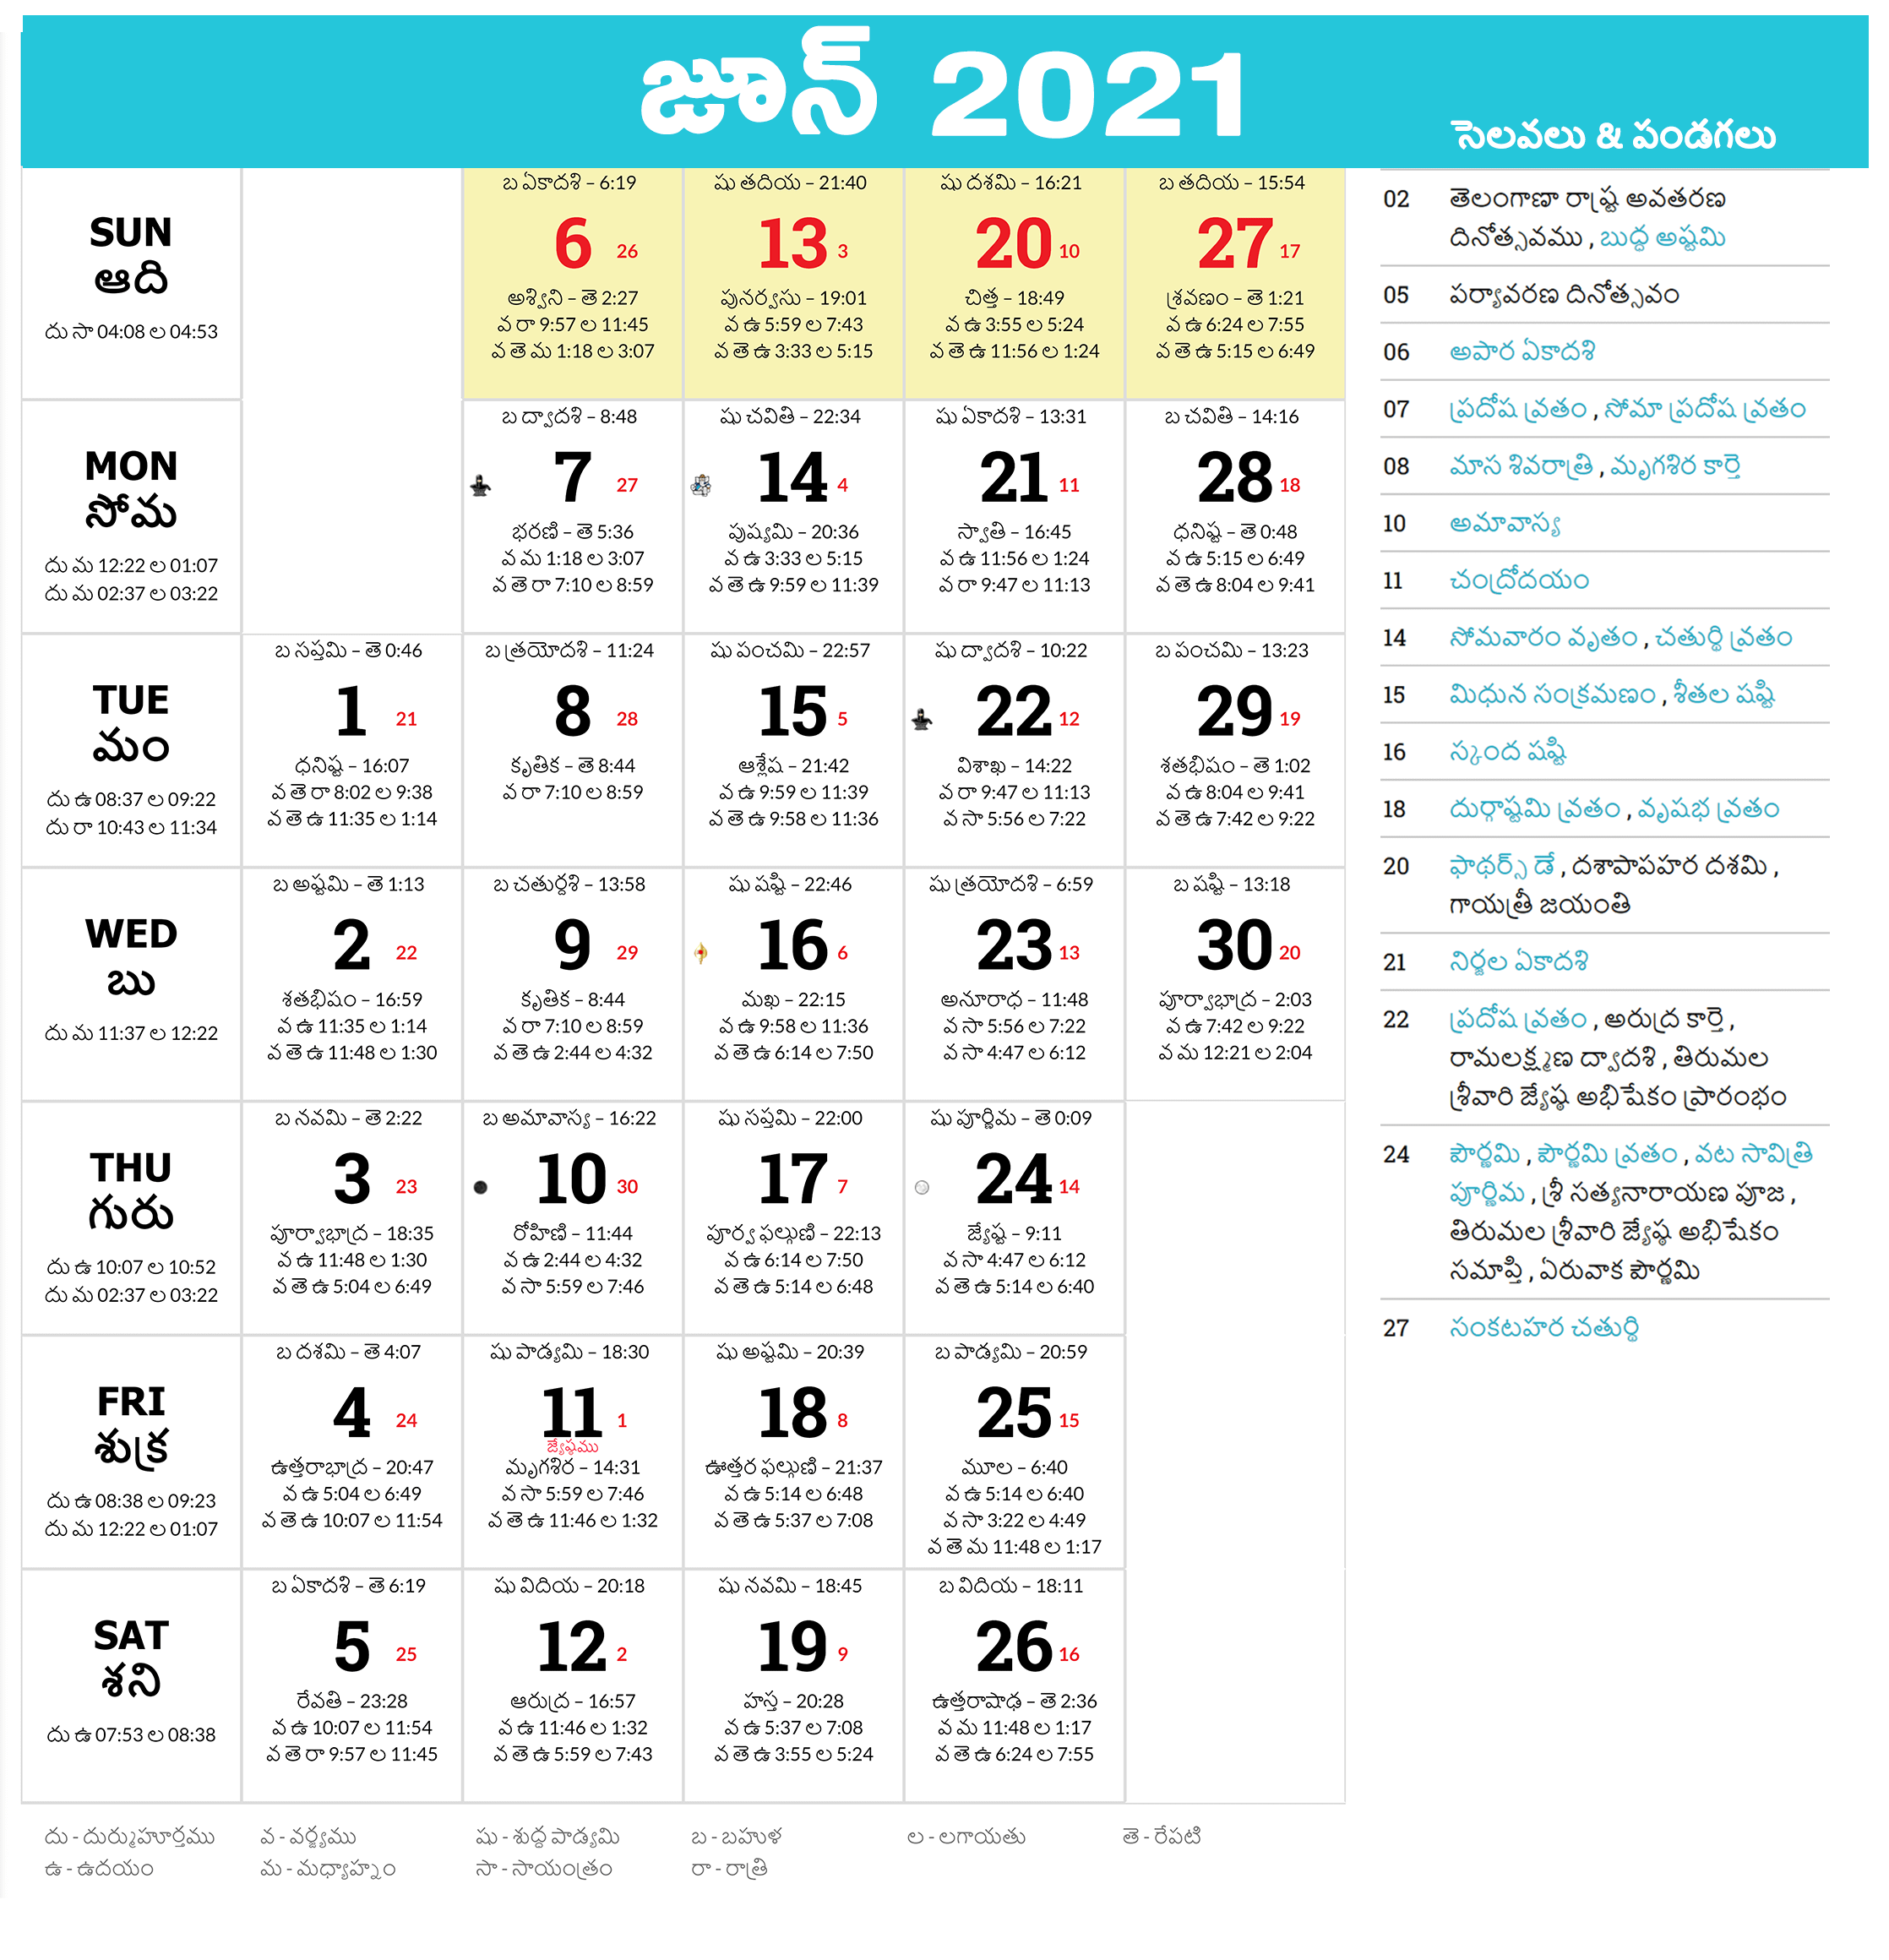 జూన్ 2021
సెలవలు & పండగలు
SUN
ఆది
దు సా 04:08 ల 04:53
బ ఏకాదశి – 6:19
6 26
అశ్విని – తె 2:27
వ రా 9:57 ల 11:45
వ తె మ 1:18 ల 3:07
షు తదియ – 21:40
13 3
పునర్వసు – 19:01
వ ఉ 5:59 ల 7:43
వ తె ఉ 3:33 ల 5:15
షు దశమి – 16:21
20 10
చిత్త – 18:49
వ ఉ 3:55 ల 5:24
వ తె ఉ 11:56 ల 1:24
బ తదియ – 15:54
27 17
శ్రవణం – తె 1:21
వ ఉ 6:24 ల 7:55
వ తె ఉ 5:15 ల 6:49
MON
సోమ
దు మ 12:22 ల 01:07
దు మ 02:37 ల 03:22
బ ద్వాదశి – 8:48
7 27
భరణి – తె 5:36
వ మ 1:18 ల 3:07
వ తె రా 7:10 ల 8:59
షు చవితి – 22:34
14 4
పుష్యమి – 20:36
వ ఉ 3:33 ల 5:15
వ తె ఉ 9:59 ల 11:39
షు ఏకాదశి – 13:31
21 11
స్వాతి – 16:45
వ ఉ 11:56 ల 1:24
వ రా 9:47 ల 11:13
బ చవితి – 14:16
28 18
ధనిష్ట – తె 0:48
వ ఉ 5:15 ల 6:49
వ తె ఉ 8:04 ల 9:41
TUE
మం
దు ఉ 08:37 ల 09:22
దు రా 10:43 ల 11:34
బ సప్తమి – తె 0:46
1 21
ధనిష్ట – 16:07
వ తె రా 8:02 ల 9:38
వ తె ఉ 11:35 ల 1:14
బ త్రయోదశి – 11:24
8 28
కృతిక – తె 8:44
వ రా 7:10 ల 8:59
షు పంచమి – 22:57
15 5
ఆశ్లేష – 21:42
వ ఉ 9:59 ల 11:39
వ తె ఉ 9:58 ల 11:36
షు ద్వాదశి – 10:22
22 12
విశాఖ – 14:22
వ రా 9:47 ల 11:13
వ సా 5:56 ల 7:22
బ పంచమి – 13:23
29 19
శతభిషం – తె 1:02
వ ఉ 8:04 ల 9:41
వ తె ఉ 7:42 ల 9:22
WED
బు
దు మ 11:37 ల 12:22
బ అష్టమి – తె 1:13
2 22
శతభిషం – 16:59
వ ఉ 11:35 ల 1:14
వ తె ఉ 11:48 ల 1:30
బ చతుర్దశి – 13:58
9 29
కృతిక – 8:44
వ రా 7:10 ల 8:59
వ తె ఉ 2:44 ల 4:32
షు షష్టి – 22:46
16 6
మఖ – 22:15
వ ఉ 9:58 ల 11:36
వ తె ఉ 6:14 ల 7:50
షు త్రయోదశి – 6:59
23 13
అనూరాధ – 11:48
వ సా 5:56 ల 7:22
వ సా 4:47 ల 6:12
బ షష్టి – 13:18
30 20
పూర్వాభాద్ర – 2:03
వ ఉ 7:42 ల 9:22
వ మ 12:21 ల 2:04
THU
గురు
దు ఉ 10:07 ల 10:52
దు మ 02:37 ల 03:22
బ నవమి – తె 2:22
3 23
పూర్వాభాద్ర – 18:35
వ ఉ 11:48 ల 1:30
వ తె ఉ 5:04 ల 6:49
బ అమావాస్య – 16:22
10 30
రోహిణి – 11:44
వ ఉ 2:44 ల 4:32
వ సా 5:59 ల 7:46
షు సప్తమి – 22:00
17 7
పూర్వ ఫల్గుణి – 22:13
వ ఉ 6:14 ల 7:50
వ తె ఉ 5:14 ల 6:48
షు పూర్ణిమ – తె 0:09
24 14
జ్యేష్ట – 9:11
వ సా 4:47 ల 6:12
వ తె ఉ 5:14 ల 6:40
FRI
శుక్ర
దు ఉ 08:38 ల 09:23
దు మ 12:22 ల 01:07
బ దశమి – తె 4:07
4 24
ఉత్తరాభాద్ర – 20:47
వ ఉ 5:04 ల 6:49
వ తె ఉ 10:07 ల 11:54
షు పాడ్యమి – 18:30
11 1
జ్యేష్ఠము
మృగశిర – 14:31
వ సా 5:59 ల 7:46
వ తె ఉ 11:46 ల 1:32
షు అష్టమి – 20:39
18 8
ఊత్తర ఫల్గుణి – 21:37
వ ఉ 5:14 ల 6:48
వ తె ఉ 5:37 ల 7:08
బ పాడ్యమి – 20:59
25 15
మూల – 6:40
వ ఉ 5:14 ల 6:40
వ సా 3:22 ల 4:49
వ తె మ 11:48 ల 1:17
SAT
శని
దు ఉ 07:53 ల 08:38
బ ఏకాదశి – తె 6:19
5 25
రేవతి – 23:28
వ ఉ 10:07 ల 11:54
వ తె రా 9:57 ల 11:45
షు విదియ – 20:18
12 2
ఆరుద్ర – 16:57
వ ఉ 11:46 ల 1:32
వ తె ఉ 5:59 ల 7:43
షు నవమి – 18:45
19 9
హస్త – 20:28
వ ఉ 5:37 ల 7:08
వ తె ఉ 3:55 ల 5:24
బ విదియ – 18:11
26 16
ఉత్తరాషాఢ – తె 2:36
వ మ 11:48 ల 1:17
వ తె ఉ 6:24 ల 7:55
02 తెలంగాణా రాష్ట్ర అవతరణ
దినోత్సవము , బుద్ధ అష్టమి
05 పర్యావరణ దినోత్సవం
06 అపార ఏకాదశి
07 ప్రదోష వ్రతం , సోమా ప్రదోష వ్రతం
08 మాస శివరాత్రి , మృగశిర కార్తె
10 అమావాస్య
11 చంద్రోదయం
14 సోమవారం వృతం , చతుర్థి వ్రతం
15 మిధున సంక్రమణం , శీతల షష్టి
16 స్కంద షష్టి
18 దుర్గాష్టమి వ్రతం , వృషభ వ్రతం
20 ఫాథర్స్ డే , దశాపాపహర దశమి ,
గాయత్రీ జయంతి
21 నిర్జల ఏకాదశి
22 ప్రదోష వ్రతం , అరుద్ర కార్తె ,
రామలక్ష్మణ ద్వాదశి , తిరుమల
శ్రీవారి జ్యేష్ఠ అభిషేకం ప్రారంభం
24 పౌర్ణమి , పౌర్ణమి వ్రతం , వట సావిత్రి
పూర్ణిమ , శ్రీ సత్యనారాయణ పూజ ,
తిరుమల శ్రీవారి జ్యేష్ఠ అభిషేకం
సమాప్తి , ఏరువాక పౌర్ణమి
27 సంకటహర చతుర్థి
దు - దుర్ముహూర్తము
వ - వర్జ్యము
షు - శుద్ధ పాడ్యమి
బ - బహుళ
ల - లగాయతు
తె - రేపటి
ఉ - ఉదయం
మ - మధ్యాహ్నం
సా - సాయంత్రం
రా - రాత్రి